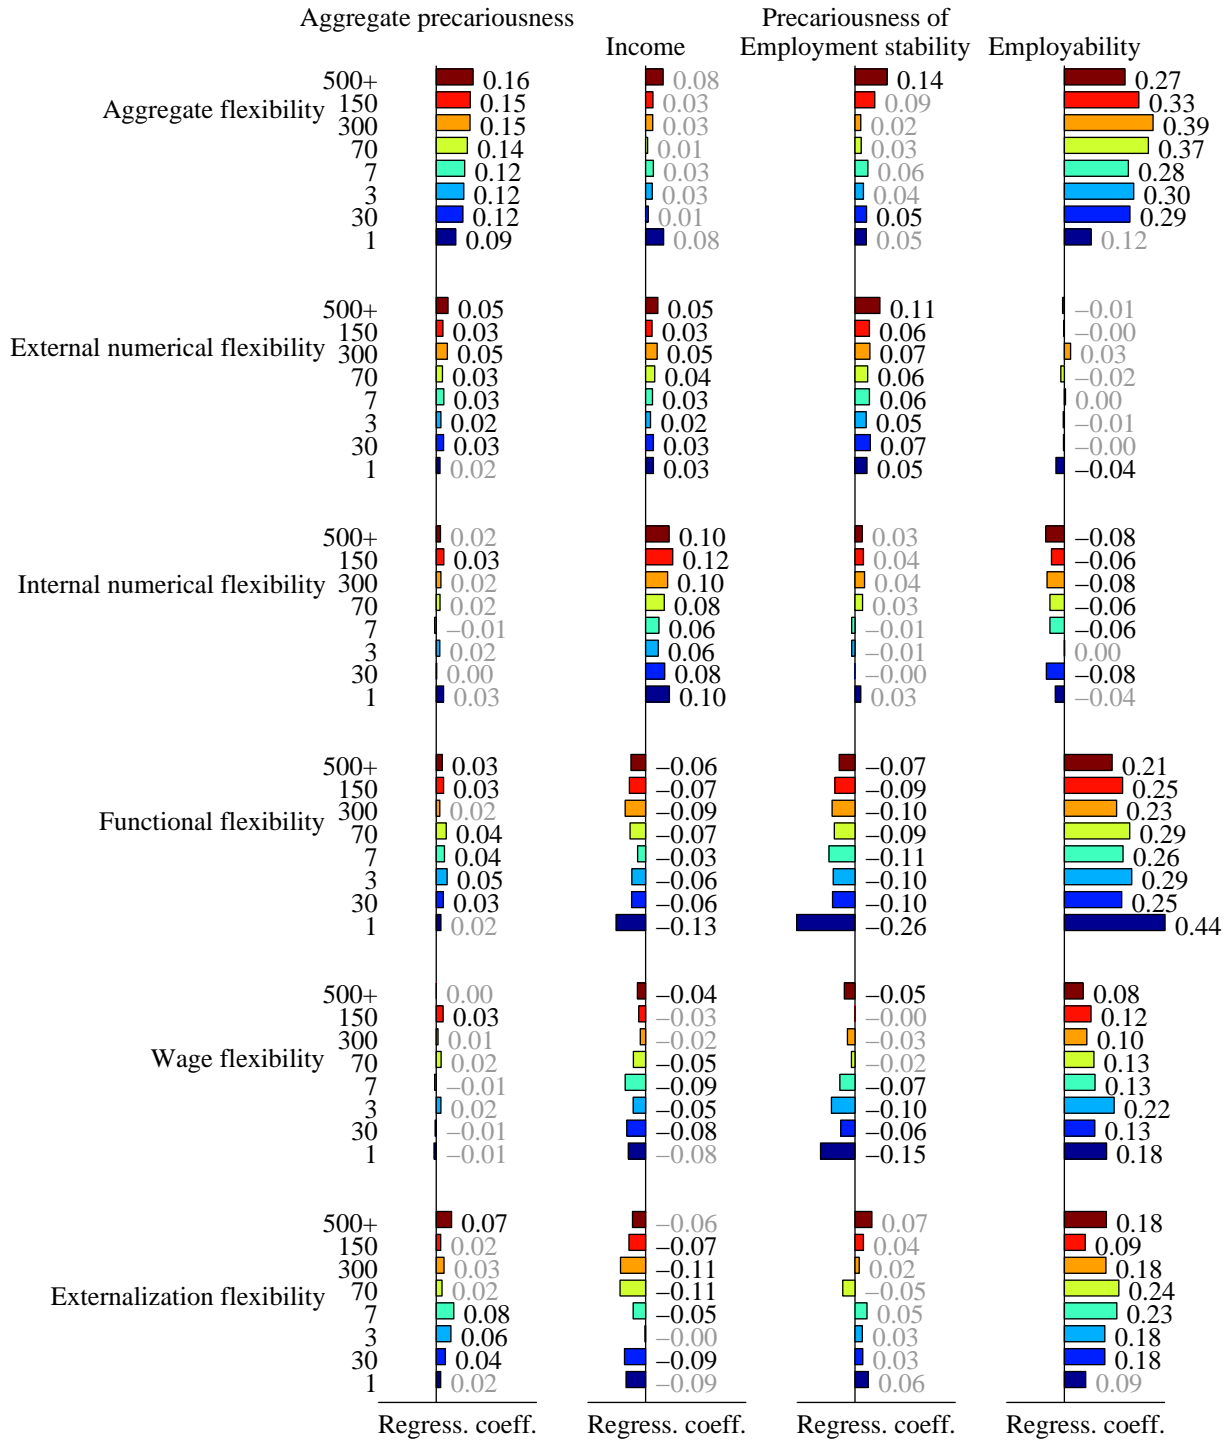 Aggregate precariousness Precariousness of
Income Employment stability Employability
Aggregate flexibility
500+ 0.16 0.08 0.14 0.27
150 0.15 0.03 0.09 0.33
300 0.15 0.03 0.02 0.39
70 0.14 0.01 0.03 0.37
7 0.12 0.03 0.06 0.28
3 0.12 0.03 0.04 0.30
30 0.12 0.01 0.05 0.29
1 0.09 0.08 0.05 0.12
External numerical flexibility
500+ 0.05 0.05 0.11 −0.01
150 0.03 0.03 0.06 −0.00
300 0.05 0.05 0.07 0.03
70 0.03 0.04 0.06 −0.02
7 0.03 0.03 0.06 0.00
3 0.02 0.02 0.05 −0.01
30 0.03 0.03 0.07 −0.00
1 0.02 0.03 0.05 −0.04
Internal numerical flexibility
500+ 0.02 0.10 0.03 −0.08
150 0.03 0.12 0.04 −0.06
300 0.02 0.10 0.04 −0.08
70 0.02 0.08 0.03 −0.06
7 −0.01 0.06 −0.01 −0.06
3 0.02 0.06 −0.01 0.00
30 0.00 0.08 −0.00 −0.08
1 0.03 0.10 0.03 −0.04
Functional flexibility
500+ 0.03 −0.06 −0.07 0.21
150 0.03 −0.07 −0.09 0.25
300 0.02 −0.09 −0.10 0.23
70 0.04 −0.07 −0.09 0.29
7 0.04 −0.03 −0.11 0.26
3 0.05 −0.06 −0.10 0.29
30 0.03 −0.06 −0.10 0.25
1 0.02 −0.13 −0.26 0.44
Wage flexibility
500+ 0.00 −0.04 −0.05 0.08
150 0.03 −0.03 −0.00 0.12
300 0.01 −0.02 −0.03 0.10
70 0.02 −0.05 −0.02 0.13
7 −0.01 −0.09 −0.07 0.13
3 0.02 −0.05 −0.10 0.22
30 −0.01 −0.08 −0.06 0.13
1 −0.01 −0.08 −0.15 0.18
Externalization flexibility
500+ 0.07 −0.06 0.07 0.18
150 0.02 −0.07 0.04 0.09
300 0.03 −0.11 0.02 0.18
70 0.02 −0.11 −0.05 0.24
7 0.08 −0.05 0.05 0.23
3 0.06 −0.00 0.03 0.18
30 0.04 −0.09 0.03 0.18
1 0.02 −0.09 0.06 0.09
Regress. coeff. Regress. coeff. Regress. coeff. Regress. coeff.